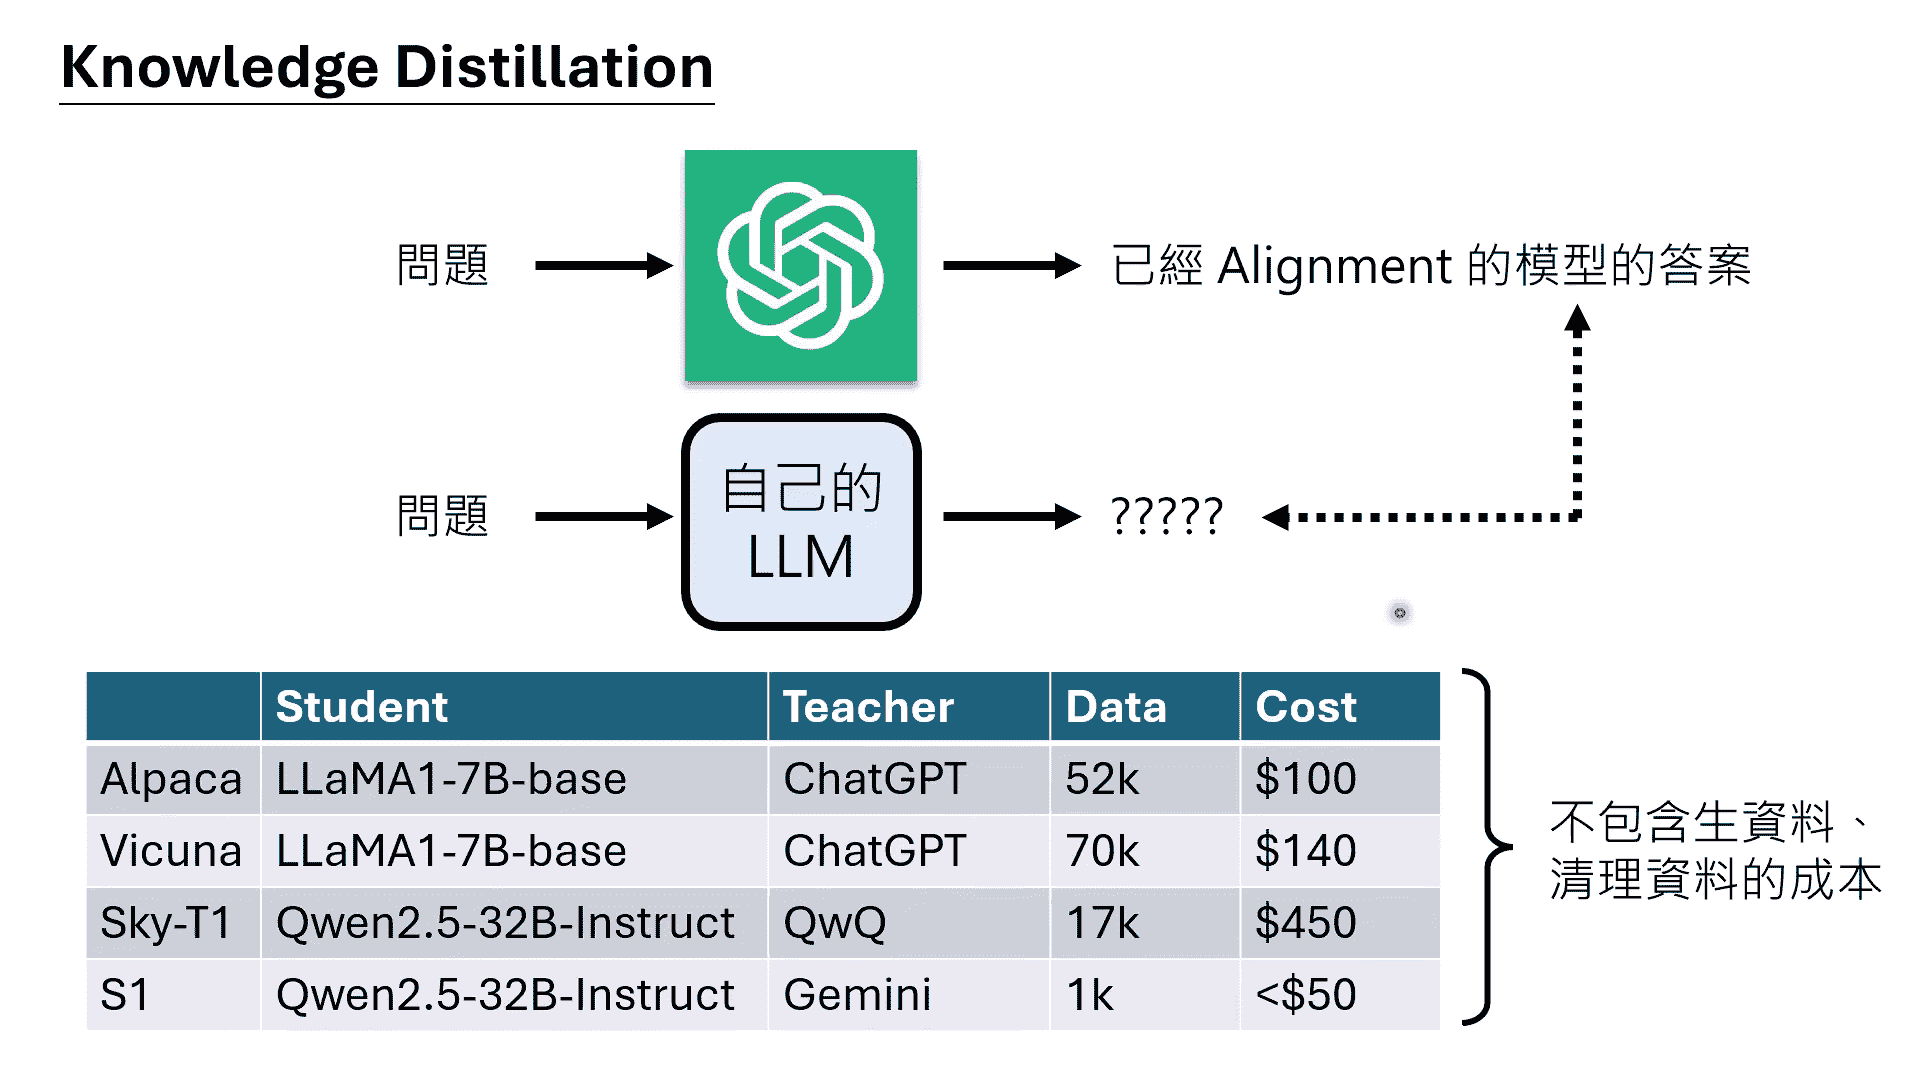 Knowledge Distillation
問題
已經 Alignment 的模型的答案
問題
自己的
LLM
?????
Student Teacher Data Cost
Alpaca LLaMA1-7B-base ChatGPT 52k $100
Vicuna LLaMA1-7B-base ChatGPT 70k $140
Sky-T1 Qwen2.5-32B-Instruct QwQ 17k $450
S1 Qwen2.5-32B-Instruct Gemini 1k <$50
不包含生資料、
清理資料的成本